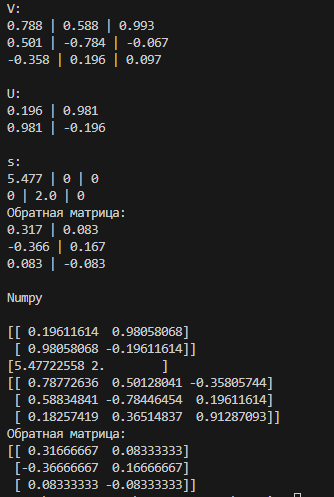 V:
0.788 | 0.588 | 0.993
0.501 | -0.784 | -0.067
-0.358 | 0.196 | 0.097
U:
0.196 | 0.981
0.981 | -0.196
s:
5.477 | 0 | 0
0 | 2.0 | 0
Обратная матрица:
0.317 | 0.083
-0.366 | 0.167
0.083 | -0.083
Numpy
[[ 0.19611614  0.98058068]
 [ 0.98058068 -0.19611614]]
[5.47722558 2.        ]
[[ 0.78772636  0.50128041 -0.35805744]
 [ 0.58834841 -0.78446454  0.19611614]
 [ 0.18257419  0.36514837  0.91287093]]
Обратная матрица:
[[ 0.31666667  0.08333333]
 [-0.36666667  0.16666667]
 [ 0.08333333 -0.08333333]]